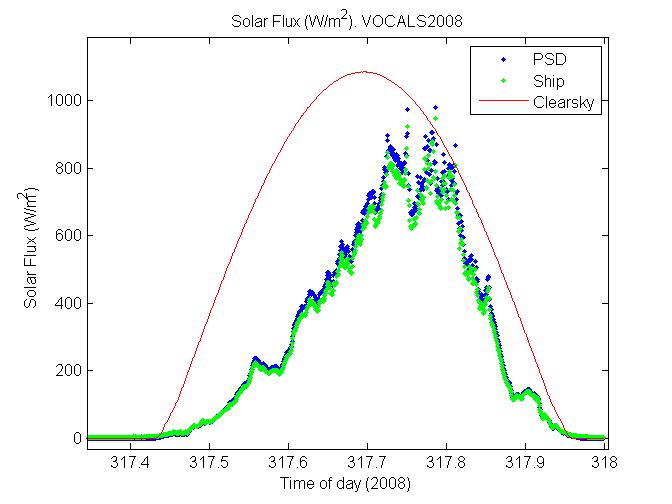 Solar Flux (W/m²). VOCALS2008
PSD
Ship
Clearsky
1000
800
600
400
200
0
Solar Flux (W/m²)
317.4 317.5 317.6 317.7 317.8 317.9 318
Time of day (2008)